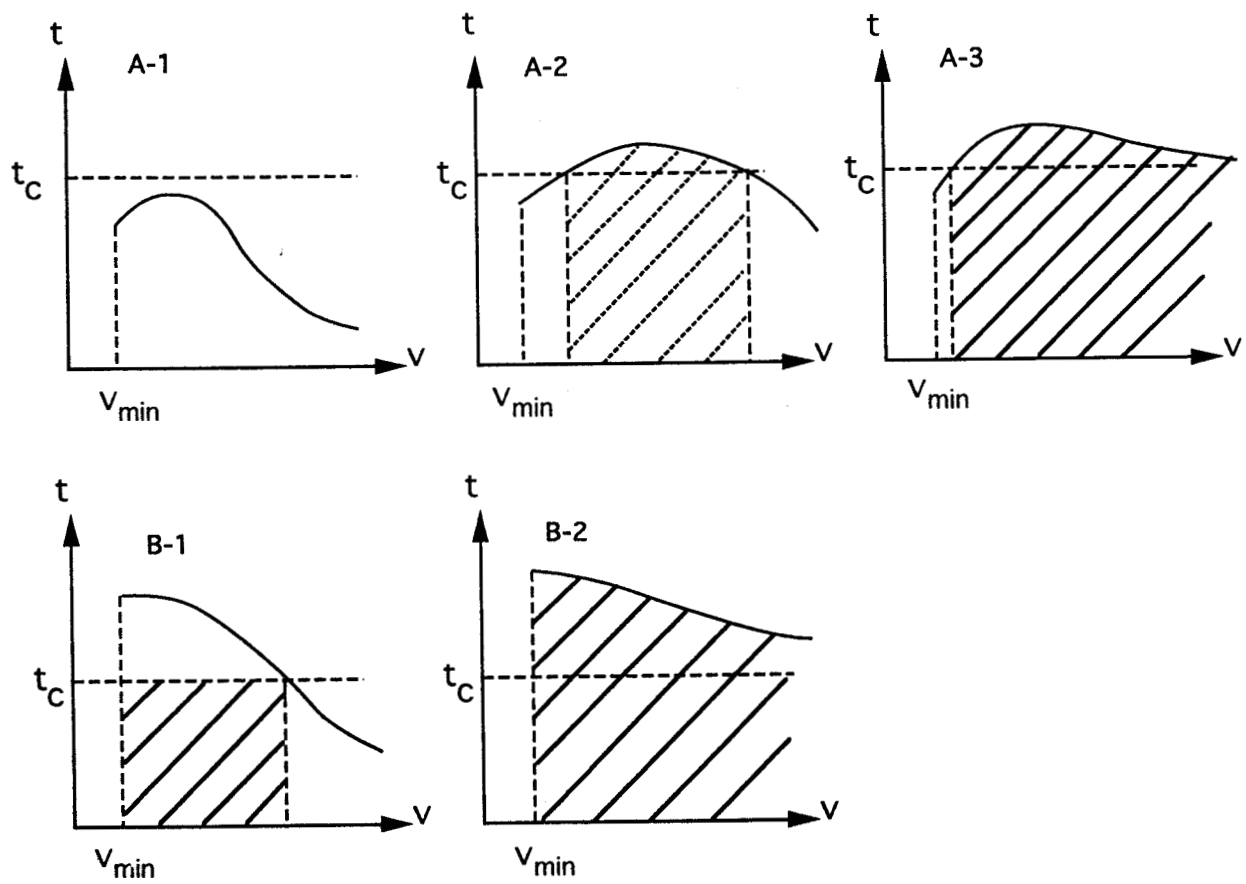 t
A-1
t_c
v
v_min
t
A-2
t_c
v
v_min
t
A-3
t_c
v
v_min
t
B-1
t_c
v
v_min
t
B-2
t_c
v
v_min